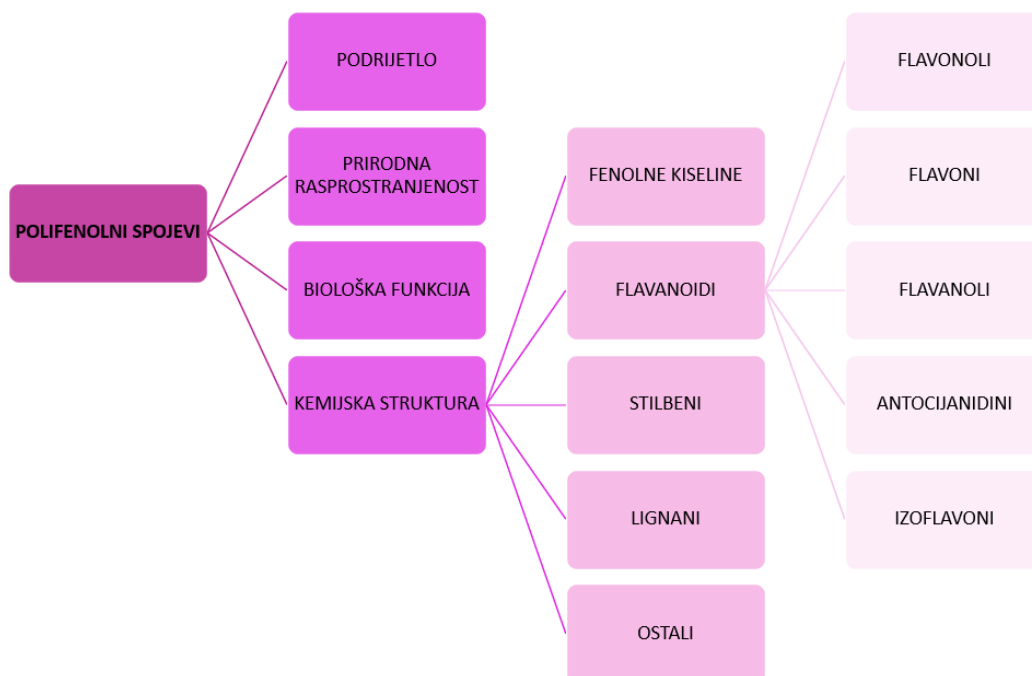 POLIFENOLNI SPOJEVI
PODRIJETLO
PRIRODNA
RASPROSTRANJENOST
BIOLOŠKA FUNKCIJA
KEMIJSKA STRUKTURA
FENOLNE KISELINE
FLAVANOIDI
STILBENI
LIGNANI
OSTALI
FLAVONOLI
FLAVONI
FLAVANOLI
ANTOCIJANIDINI
IZOFLAVONI